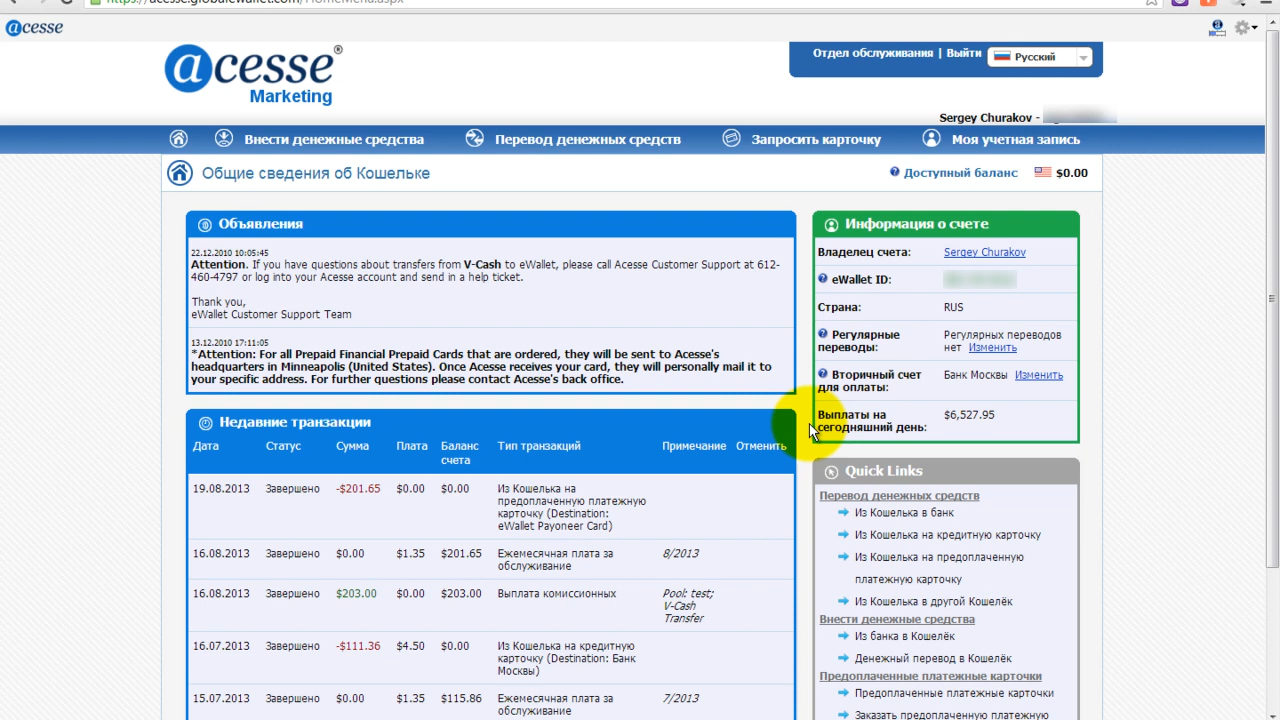 https://acesse.globalewallet.com/HomeMenu.aspx
acesse
acesse®
Marketing
Отдел обслуживания | Выйти
Русский
Sergey Churakov -
Внести денежные средства
Перевод денежных средств
Запросить карточку
Моя учетная запись
Общие сведения об Кошельке
Доступный баланс
$0.00
Объявления
22.12.2010 10:05:45
Attention. If you have questions about transfers from V-Cash to eWallet, please call Acesse Customer Support at 612-
460-4797 or log into your Acesse account and send in a help ticket.
Thank you,
eWallet Customer Support Team
13.12.2010 17:11:05
*Attention: For all Prepaid Financial Prepaid Cards that are ordered, they will be sent to Acesse's
headquarters in Minneapolis (United States). Once Acesse receives your card, they will personally mail it to
your specific address. For further questions please contact Acesse's back office.
Информация о счете
Владелец счета: Sergey Churakov
eWallet ID:
Страна: RUS
Регулярные переводы: Регулярных переводов
нет Изменить
Вторичный счет для оплаты: Банк Москвы Изменить
Выплаты на сегодняшний день: $6,527.95
Недавние транзакции
Дата Статус Сумма Плата Баланс счета Тип транзакций Примечание Отменить
19.08.2013 Завершено -$201.65 $0.00 $0.00 Из Кошелька на
предоплаченную платежную
карточку (Destination:
eWallet Payoneer Card)
16.08.2013 Завершено $0.00 $1.35 $201.65 Ежемесячная плата за
обслуживание
8/2013
16.08.2013 Завершено $203.00 $0.00 $203.00 Выплата комиссионных
Pool: test;
V-Cash
Transfer
16.07.2013 Завершено -$111.36 $4.50 $0.00 Из Кошелька на кредитную
карточку (Destination: Банк
Москвы)
15.07.2013 Завершено $0.00 $1.35 $115.86 Ежемесячная плата за
обслуживание
7/2013
Quick Links
Перевод денежных средств
Из Кошелька в банк
Из Кошелька на кредитную карточку
Из Кошелька на предоплаченную
платежную карточку
Из Кошелька в другой Кошелёк
Внести денежные средства
Из банка в Кошелёк
Денежный перевод в Кошелёк
Предоплаченные платежные карточки
Предоплаченные платежные карточки
Заказать предоплаченную платежную